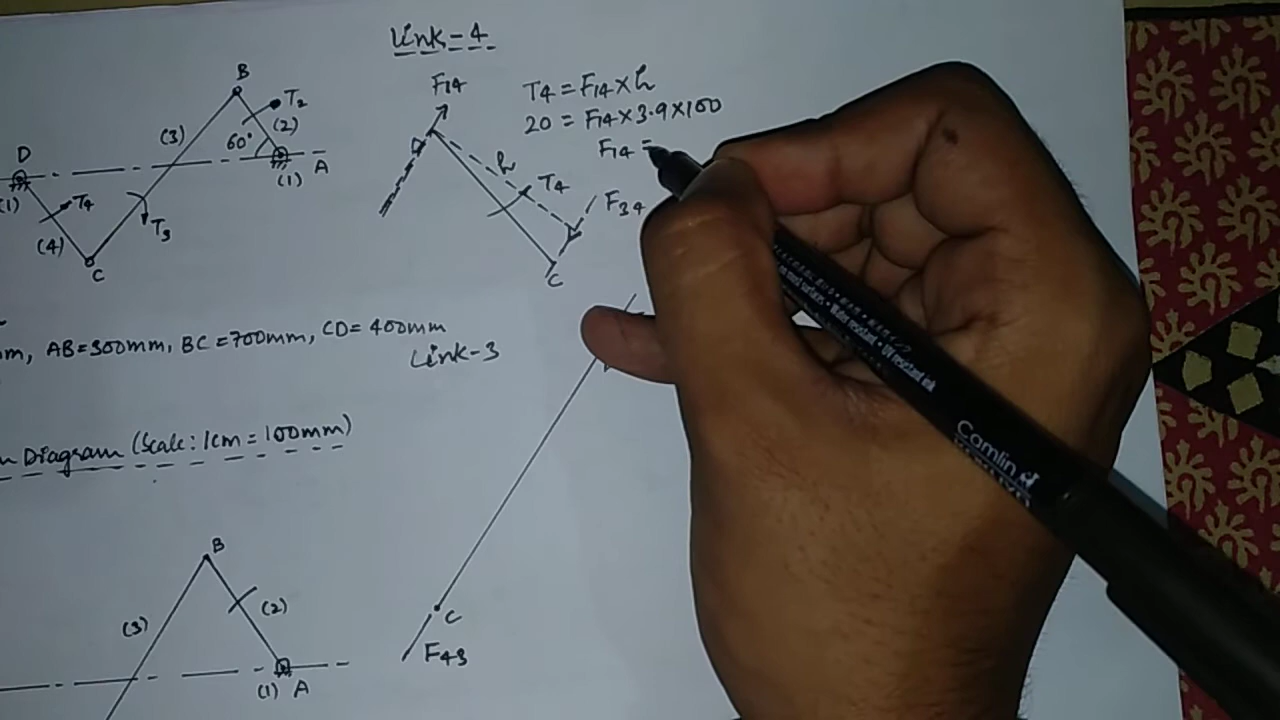 Link-4
F14
T4 = F14 × h
20 = F14 × 3.9 × 100
F14 =
h
T4
F34
C
B
T2
(3)
(2)
60°
D
A
(1)
(1)
T4
T3
(4)
C
mm, AB=300mm, BC=700mm, CD=400mm
Link-3
n Diagram (Scale: 1cm = 100mm)
B
(3)
(2)
C
F43
(1) A
Camlin